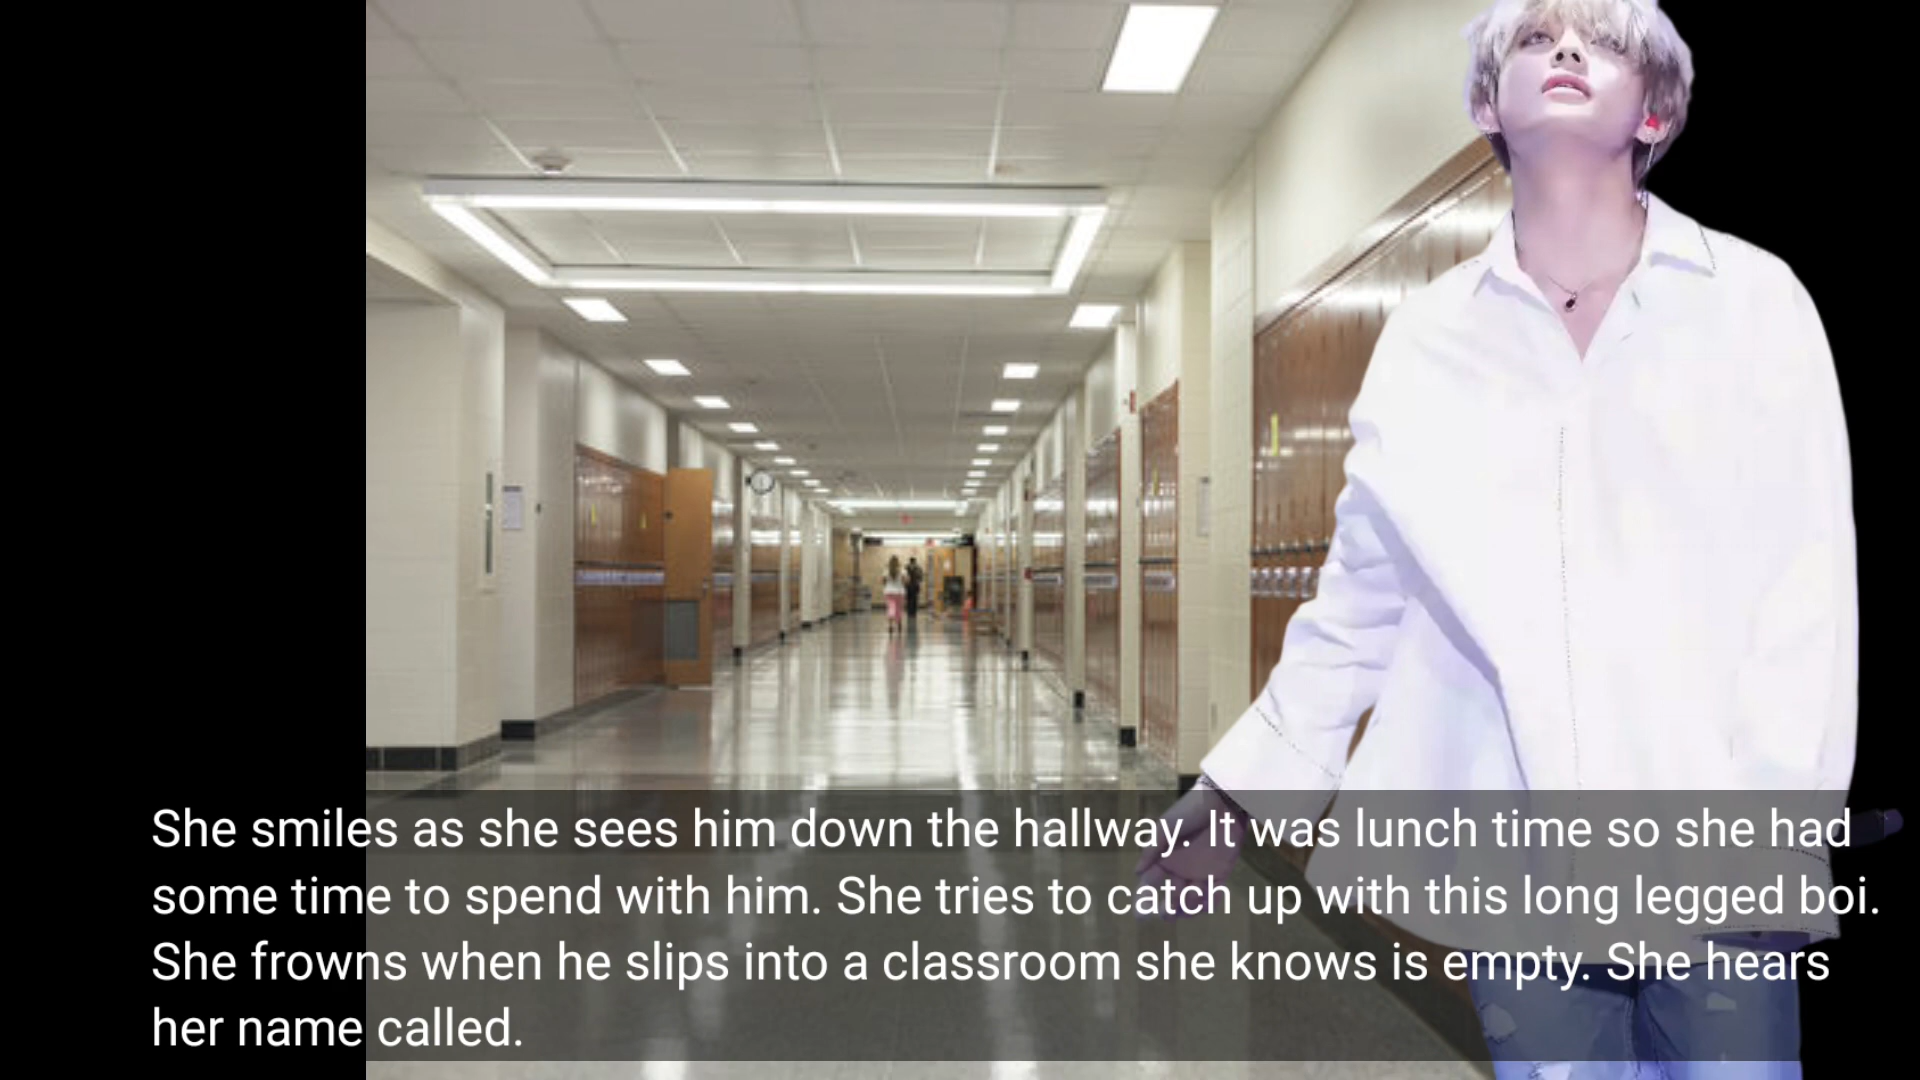 She smiles as she sees him down the hallway. It was lunch time so she had
some time to spend with him. She tries to catch up with this long legged boi.
She frowns when he slips into a classroom she knows is empty. She hears
her name called.